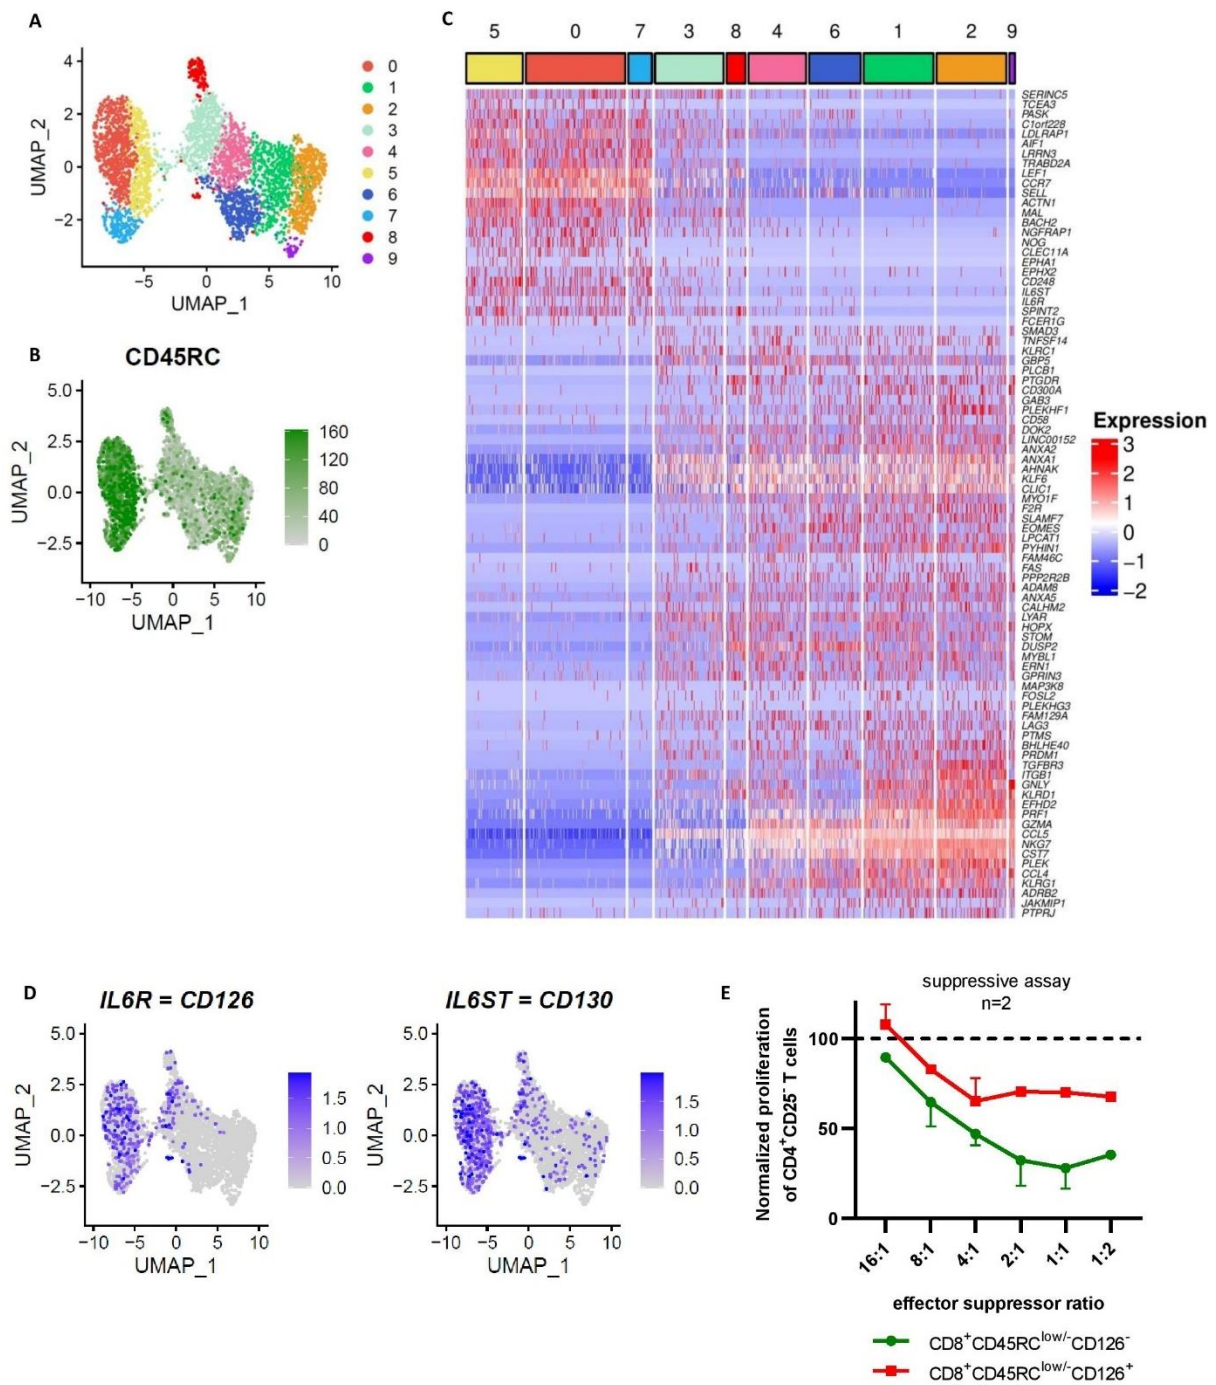 A
4
2
0
−2
UMAP_2
−5
0
5
10
UMAP_1
0
1
2
3
4
5
6
7
8
9
B
CD45RC
5.0
2.5
0.0
−2.5
UMAP_2
−10
−5
0
5
10
UMAP_1
160
120
80
40
0
C
5
0
7
3
8
4
6
1
2
9
SERINC5
TCEA3
PASK
C1orf228
LDLRAP1
AIF1
LRRN3
TRABD2A
LEF1
CCR7
SELL
ACTN1
MAL
BACH2
NGFRAP1
NOG
CLEC11A
EPHA1
EPHX2
CD248
IL6ST
IL6R
SPINT2
FCER1G
SMAD3
TNFSF14
KLRC1
GBP5
PLCB1
PTGDR
CD300A
GAB3
PLEKHF1
CD58
DOK2
LINC00152
ANXA2
ANXA1
AHNAK
KLF6
CLIC1
MYO1F
F2R
SLAMF7
EOMES
LPCAT1
PYHIN1
FAM46C
FAS
PPP2R2B
ADAM8
ANXA5
CALHM2
LYAR
HOPX
STOM
DUSP2
MYBL1
ERN1
GPRIN3
MAP3K8
FOSL2
PLEKHG3
FAM129A
LAG3
PTMS
BHLHE40
PRDM1
TGFBR3
ITGB1
GNLY
KLRD1
EFHD2
PRF1
GZMA
CCL5
NKG7
CST7
PLEK
CCL4
KLRG1
ADRB2
JAKMIP1
PTPRJ
Expression
3
2
1
0
−1
−2
D
IL6R = CD126
5.0
2.5
0.0
−2.5
UMAP_2
−10
−5
0
5
10
UMAP_1
1.5
1.0
0.5
0.0
IL6ST = CD130
5.0
2.5
0.0
−2.5
UMAP_2
−10
−5
0
5
10
UMAP_1
1.5
1.0
0.5
0.0
E
suppressive assay
n=2
Normalized proliferation
of CD4+CD25- T cells
100
50
0
16:1
8:1
4:1
2:1
1:1
1:2
effector suppressor ratio
CD8+CD45RClow/-CD126-
CD8+CD45RClow/-CD126+